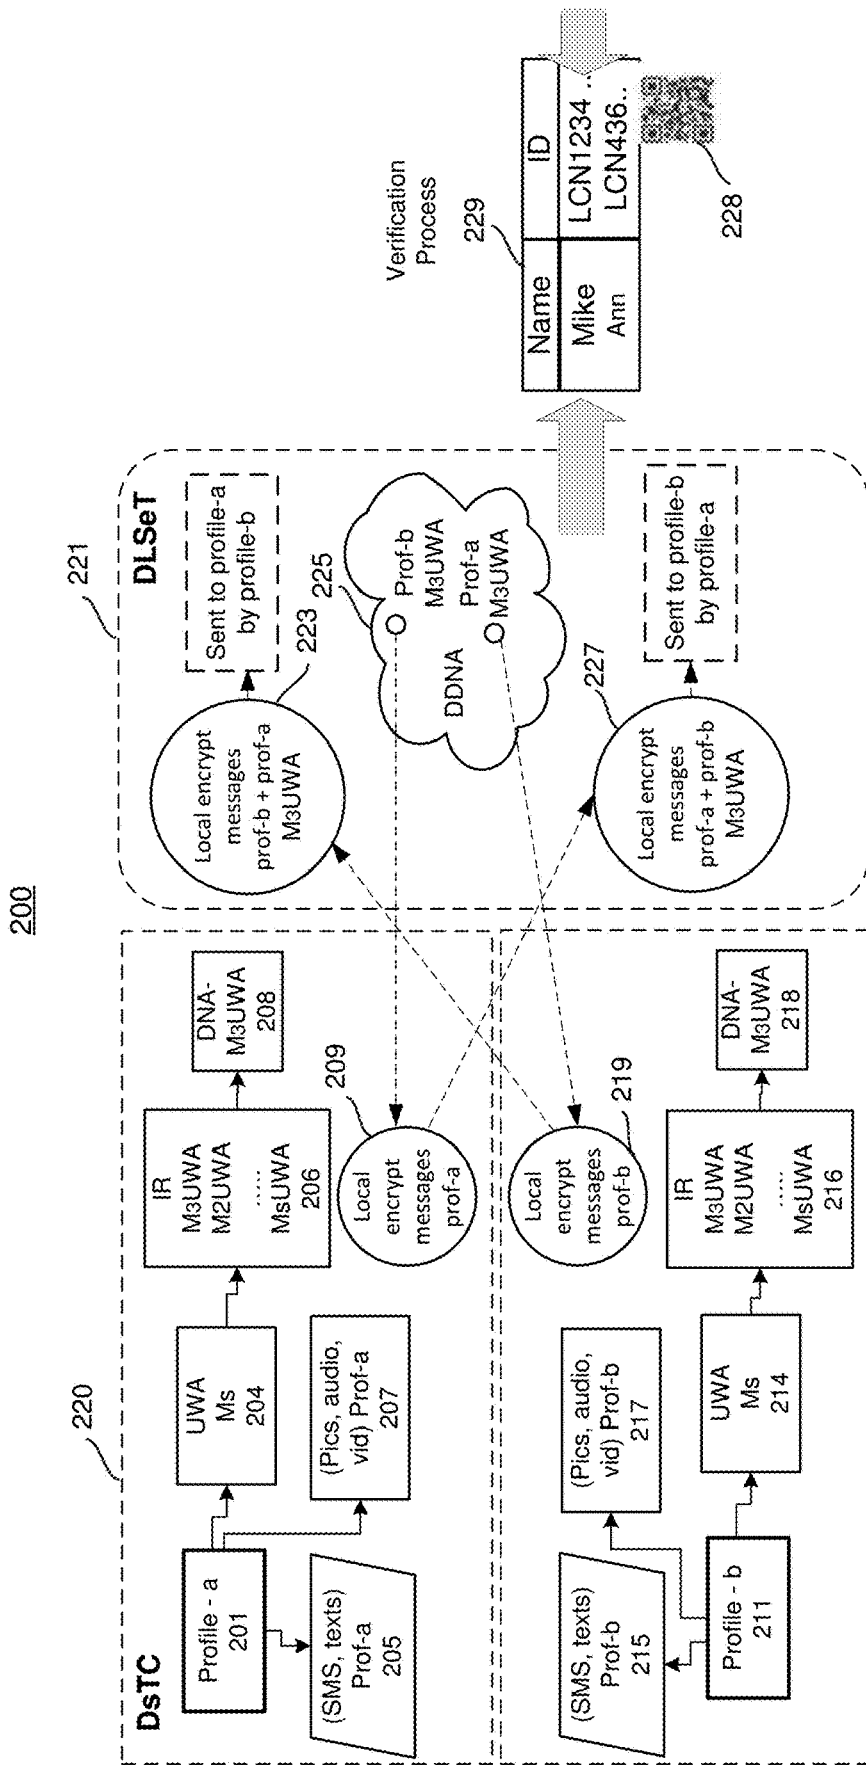 200
220
DsTC
Profile - a
201
UWA
Ms
204
IR
M3UWA
M2UWA
.....
MsUWA
206
DNA-
M3UWA
208
(SMS, texts)
Prof-a
205
(Pics, audio,
vid) Prof-a
207
209
Local
encrypt
messages
prof-a
(SMS, texts)
Prof-b
215
(Pics, audio,
vid) Prof-b
217
Local
encrypt
messages
prof-b
219
Profile - b
211
UWA
Ms
214
IR
M3UWA
M2UWA
.....
MsUWA
216
DNA-
M3UWA
218
221
DLSeT
Local encrypt
messages
prof-b + prof-a
M3UWA
223
Sent to profile-a
by profile-b
225
Prof-b
M3UWA
DDNA
Prof-a
M3UWA
227
Local encrypt
messages
prof-a + prof-b
M3UWA
Sent to profile-b
by profile-a
Verification
Process
229
Name ID
Mike LCN1234 ..
Ann LCN436..
228